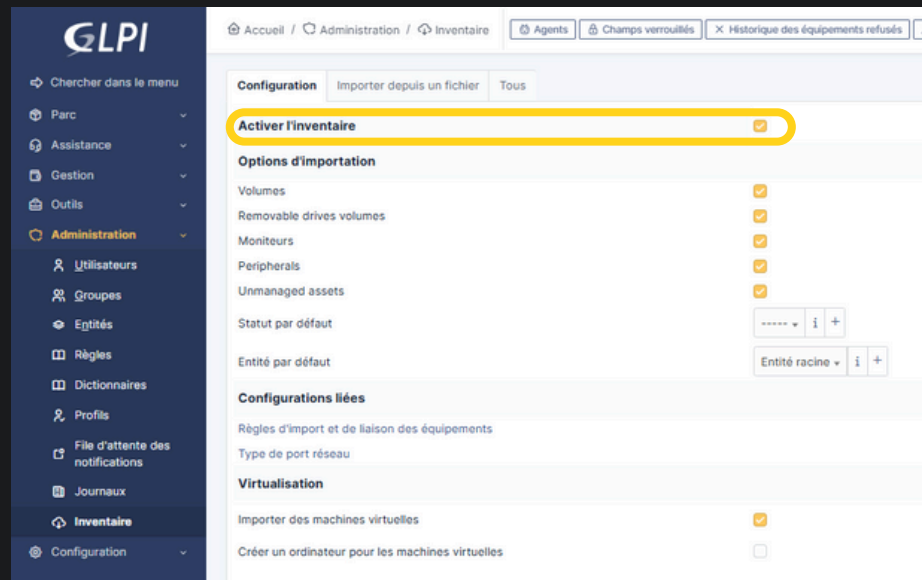 GLPI
Accueil / Administration / Inventaire
Agents
Champs verrouillés
Historique des équipements refusés
Chercher dans le menu
Parc
Assistance
Gestion
Outils
Administration
Utilisateurs
Groupes
Entités
Règles
Dictionnaires
Profils
File d'attente des
notifications
Journaux
Inventaire
Configuration
Configuration
Importer depuis un fichier
Tous
Activer l'inventaire
Options d'importation
Volumes
Removable drives volumes
Moniteurs
Peripherals
Unmanaged assets
Statut par défaut
-----
i +
Entité par défaut
Entité racine
i +
Configurations liées
Règles d'import et de liaison des équipements
Type de port réseau
Virtualisation
Importer des machines virtuelles
Créer un ordinateur pour les machines virtuelles